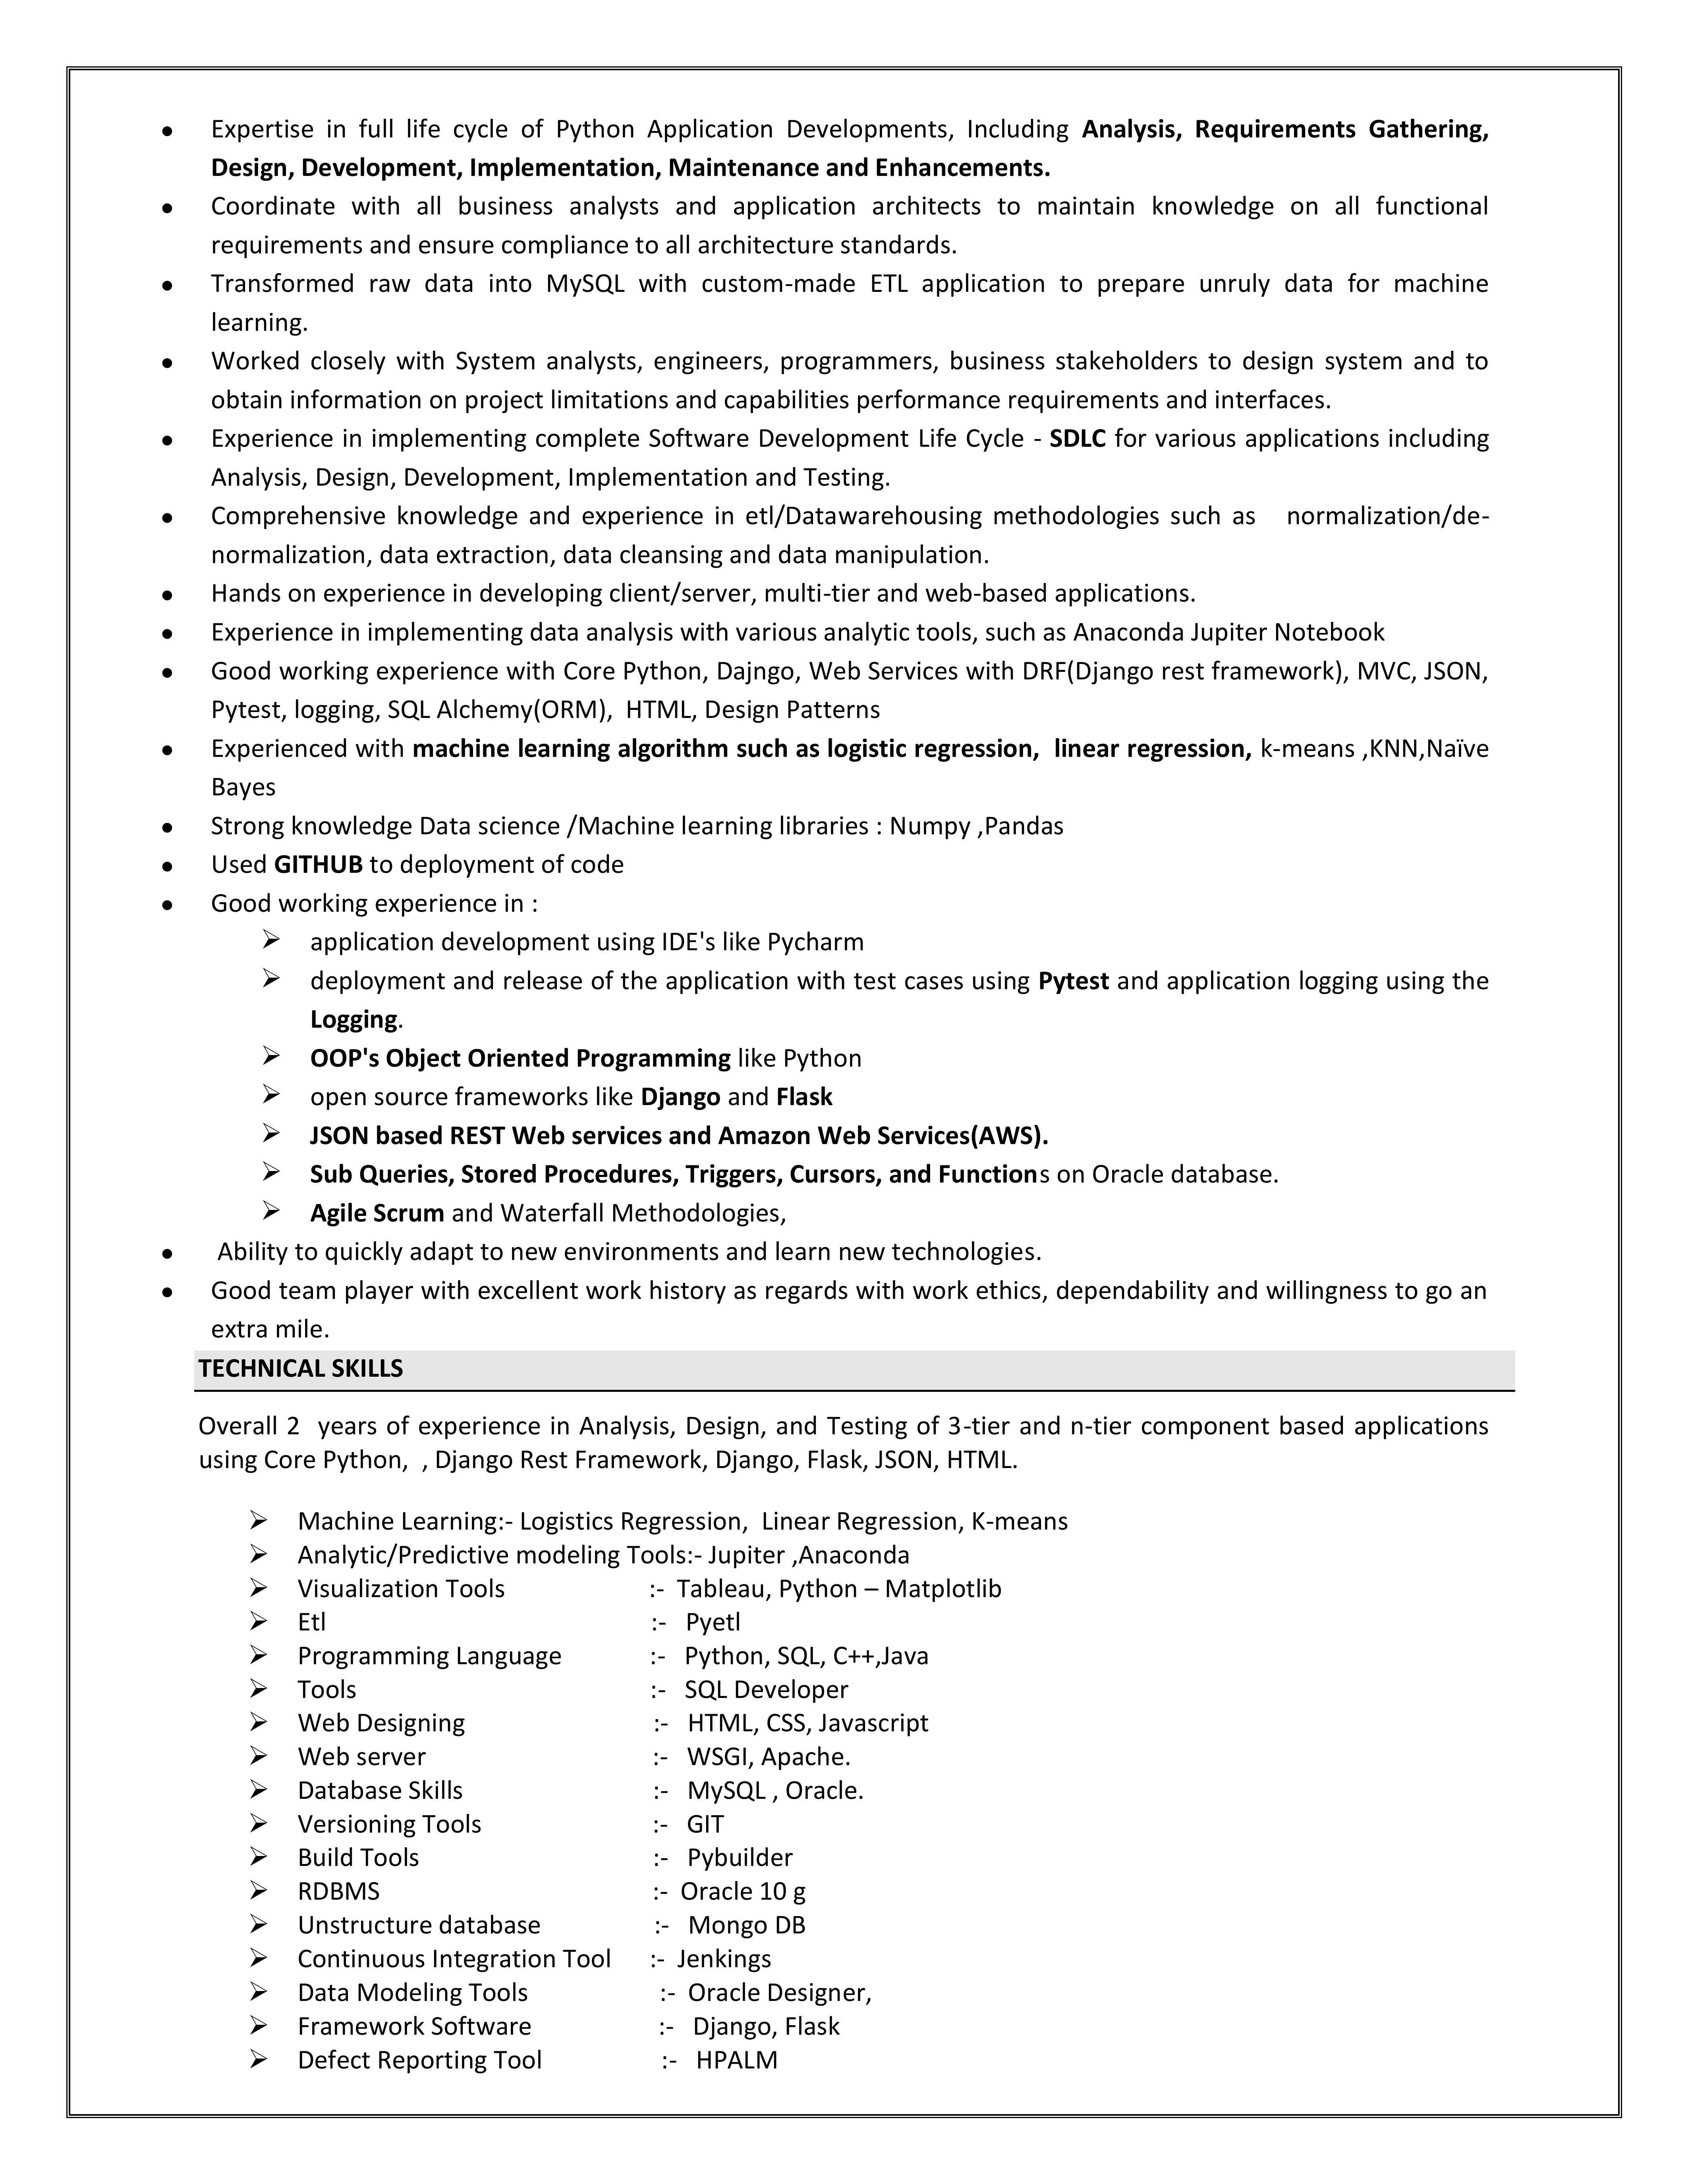 ● Expertise in full life cycle of Python Application Developments, Including Analysis, Requirements Gathering,
Design, Development, Implementation, Maintenance and Enhancements.
● Coordinate with all business analysts and application architects to maintain knowledge on all functional
requirements and ensure compliance to all architecture standards.
● Transformed raw data into MySQL with custom-made ETL application to prepare unruly data for machine
learning.
● Worked closely with System analysts, engineers, programmers, business stakeholders to design system and to
obtain information on project limitations and capabilities performance requirements and interfaces.
● Experience in implementing complete Software Development Life Cycle - SDLC for various applications including
Analysis, Design, Development, Implementation and Testing.
● Comprehensive knowledge and experience in etl/Datawarehousing methodologies such as normalization/de-
normalization, data extraction, data cleansing and data manipulation.
● Hands on experience in developing client/server, multi-tier and web-based applications.
● Experience in implementing data analysis with various analytic tools, such as Anaconda Jupiter Notebook
● Good working experience with Core Python, Dajngo, Web Services with DRF(Django rest framework), MVC, JSON,
Pytest, logging, SQL Alchemy(ORM), HTML, Design Patterns
● Experienced with machine learning algorithm such as logistic regression, linear regression, k-means ,KNN,Naïve
Bayes
● Strong knowledge Data science /Machine learning libraries : Numpy ,Pandas
● Used GITHUB to deployment of code
● Good working experience in :
➢ application development using IDE's like Pycharm
➢ deployment and release of the application with test cases using Pytest and application logging using the
Logging.
➢ OOP's Object Oriented Programming like Python
➢ open source frameworks like Django and Flask
➢ JSON based REST Web services and Amazon Web Services(AWS).
➢ Sub Queries, Stored Procedures, Triggers, Cursors, and Functions on Oracle database.
➢ Agile Scrum and Waterfall Methodologies,
● Ability to quickly adapt to new environments and learn new technologies.
● Good team player with excellent work history as regards with work ethics, dependability and willingness to go an
extra mile.
TECHNICAL SKILLS
Overall 2 years of experience in Analysis, Design, and Testing of 3-tier and n-tier component based applications
using Core Python, , Django Rest Framework, Django, Flask, JSON, HTML.
➢ Machine Learning:- Logistics Regression, Linear Regression, K-means
➢ Analytic/Predictive modeling Tools:- Jupiter ,Anaconda
➢ Visualization Tools :- Tableau, Python – Matplotlib
➢ Etl :- Pyetl
➢ Programming Language :- Python, SQL, C++,Java
➢ Tools :- SQL Developer
➢ Web Designing :- HTML, CSS, Javascript
➢ Web server :- WSGI, Apache.
➢ Database Skills :- MySQL , Oracle.
➢ Versioning Tools :- GIT
➢ Build Tools :- Pybuilder
➢ RDBMS :- Oracle 10 g
➢ Unstructure database :- Mongo DB
➢ Continuous Integration Tool :- Jenkings
➢ Data Modeling Tools :- Oracle Designer,
➢ Framework Software :- Django, Flask
➢ Defect Reporting Tool :- HPALM